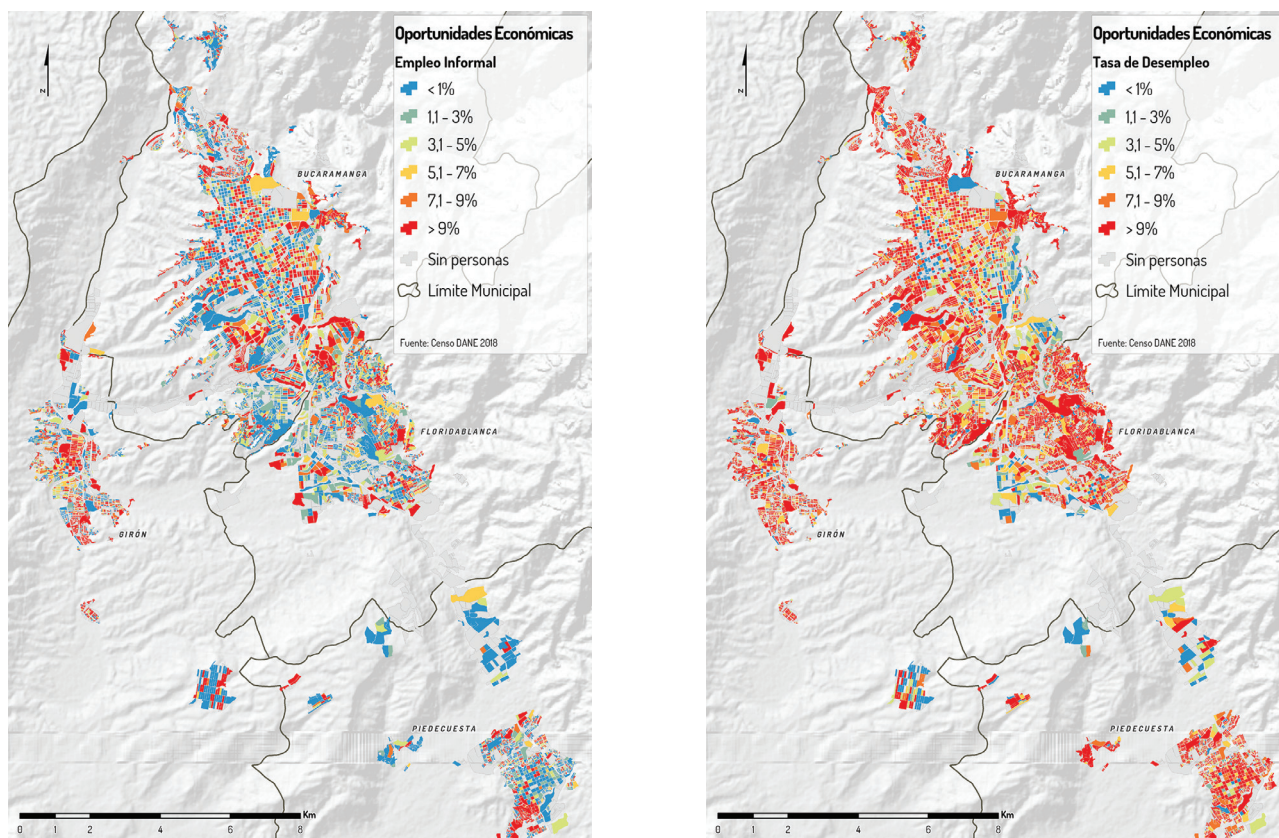 Oportunidades Económicas
Empleo Informal
< 1%
1,1 - 3%
3,1 - 5%
5,1 - 7%
7,1 - 9%
> 9%
Sin personas
Límite Municipal
Fuente: Censo DANE 2018
N
BUCARAMANGA
FLORIDABLANCA
GIRÓN
PIEDECUESTA
Km
0 1 2 4 6 8
Oportunidades Económicas
Tasa de Desempleo
< 1%
1,1 - 3%
3,1 - 5%
5,1 - 7%
7,1 - 9%
> 9%
Sin personas
Límite Municipal
Fuente: Censo DANE 2018
N
BUCARAMANGA
FLORIDABLANCA
GIRÓN
PIEDECUESTA
Km
0 1 2 4 6 8